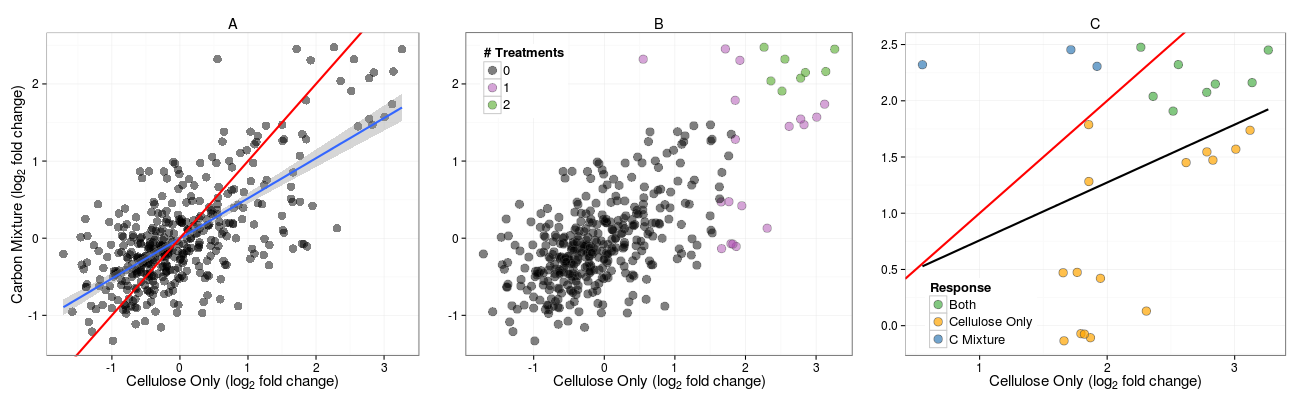 A
B
C
Carbon Mixture (log2 fold change)
2
1
0
-1
-1
0
1
2
3
Cellulose Only (log2 fold change)
# Treatments
0
1
2
2
1
0
-1
-1
0
1
2
3
Cellulose Only (log2 fold change)
2.5
2.0
1.5
1.0
0.5
0.0
Response
Both
Cellulose Only
C Mixture
1
2
3
Cellulose Only (log2 fold change)